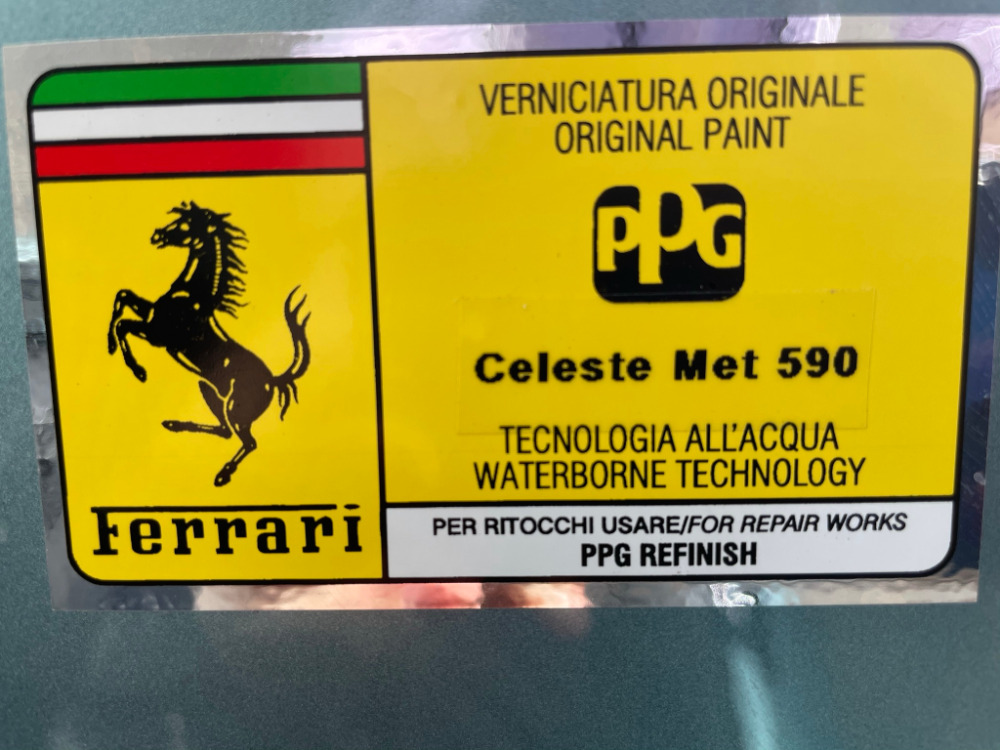 VERNICIATURA ORIGINALE
ORIGINAL PAINT
PPG
Celeste Met 590
TECNOLOGIA ALL'ACQUA
WATERBORNE TECHNOLOGY
Ferrari
PER RITOCCHI USARE/FOR REPAIR WORKS
PPG REFINISH